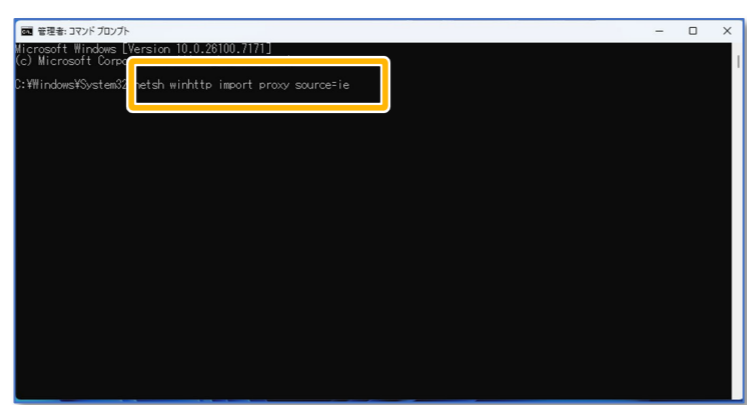 管理者: コマンド プロンプト
Microsoft Windows [Version 10.0.26100.7171]
(c) Microsoft Corpo
C:¥Windows¥System32 netsh winhttp import proxy source=ie